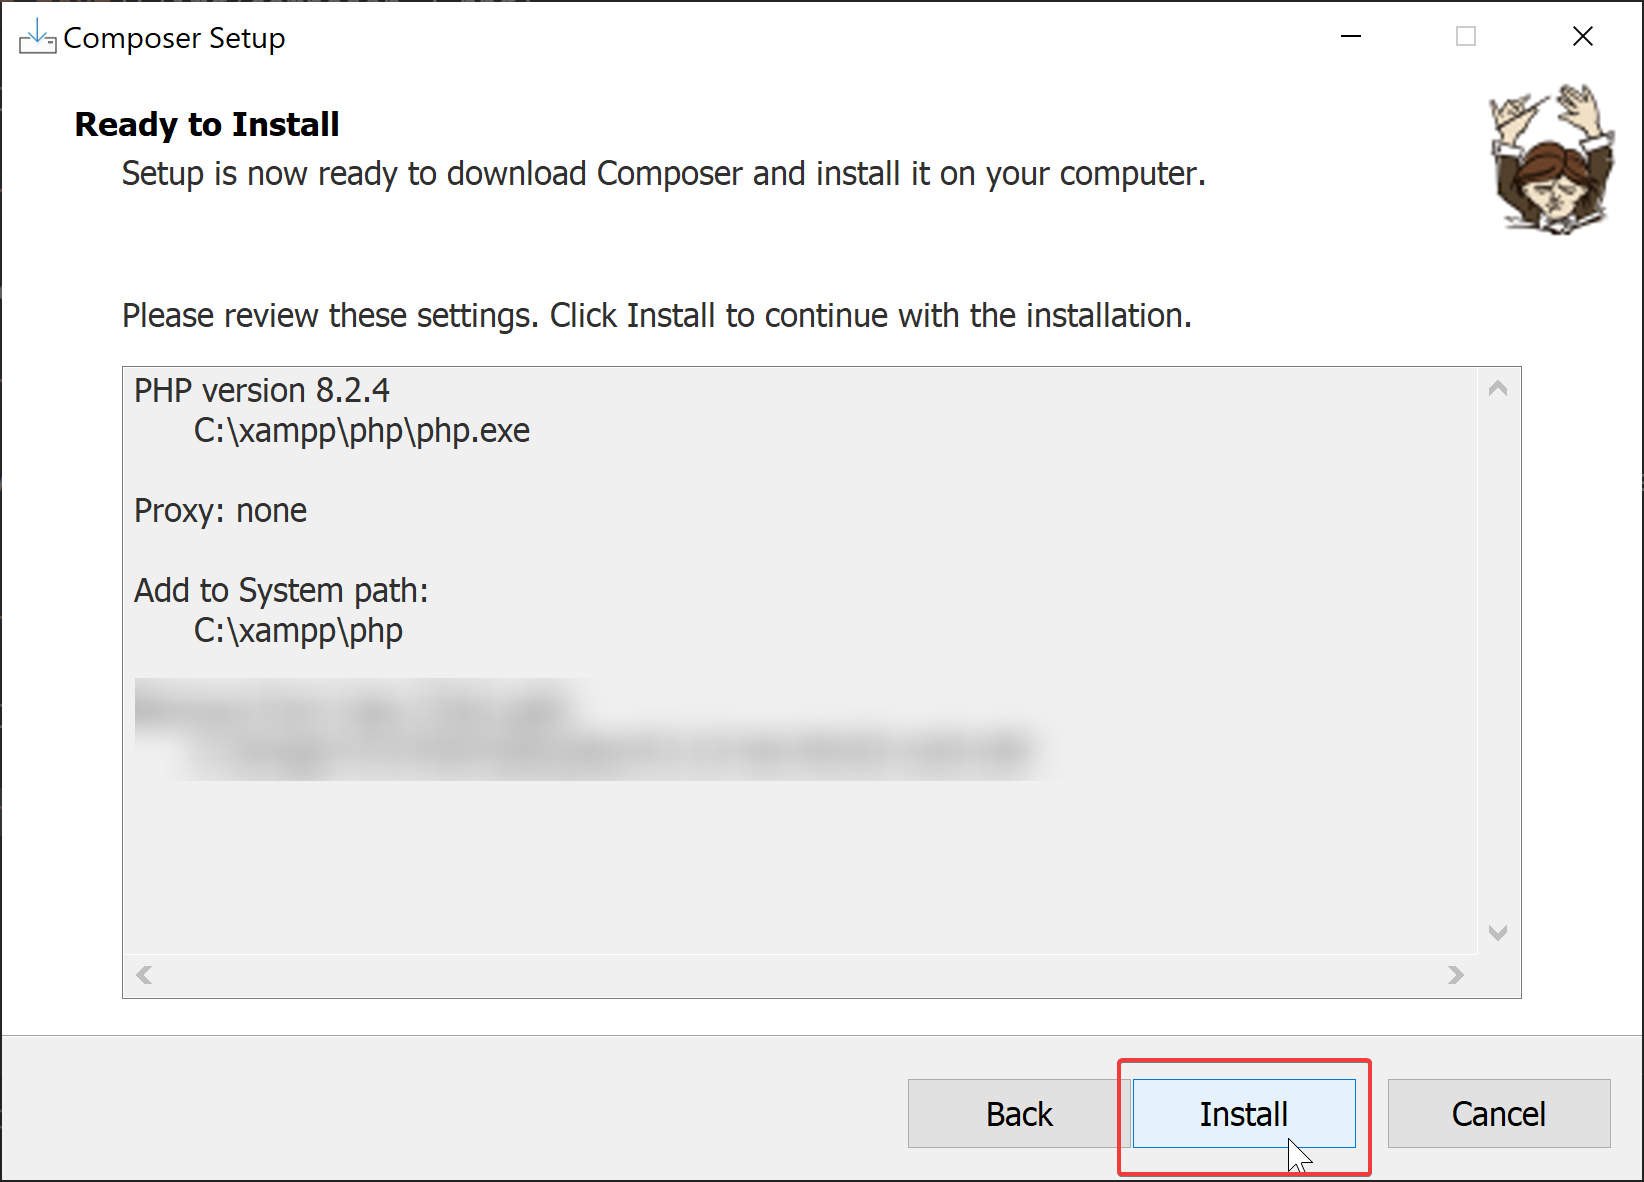 Composer Setup
Ready to Install
Setup is now ready to download Composer and install it on your computer.
Please review these settings. Click Install to continue with the installation.
PHP version 8.2.4
C:\xampp\php\php.exe
Proxy: none
Add to System path:
C:\xampp\php
Back
Install
Cancel